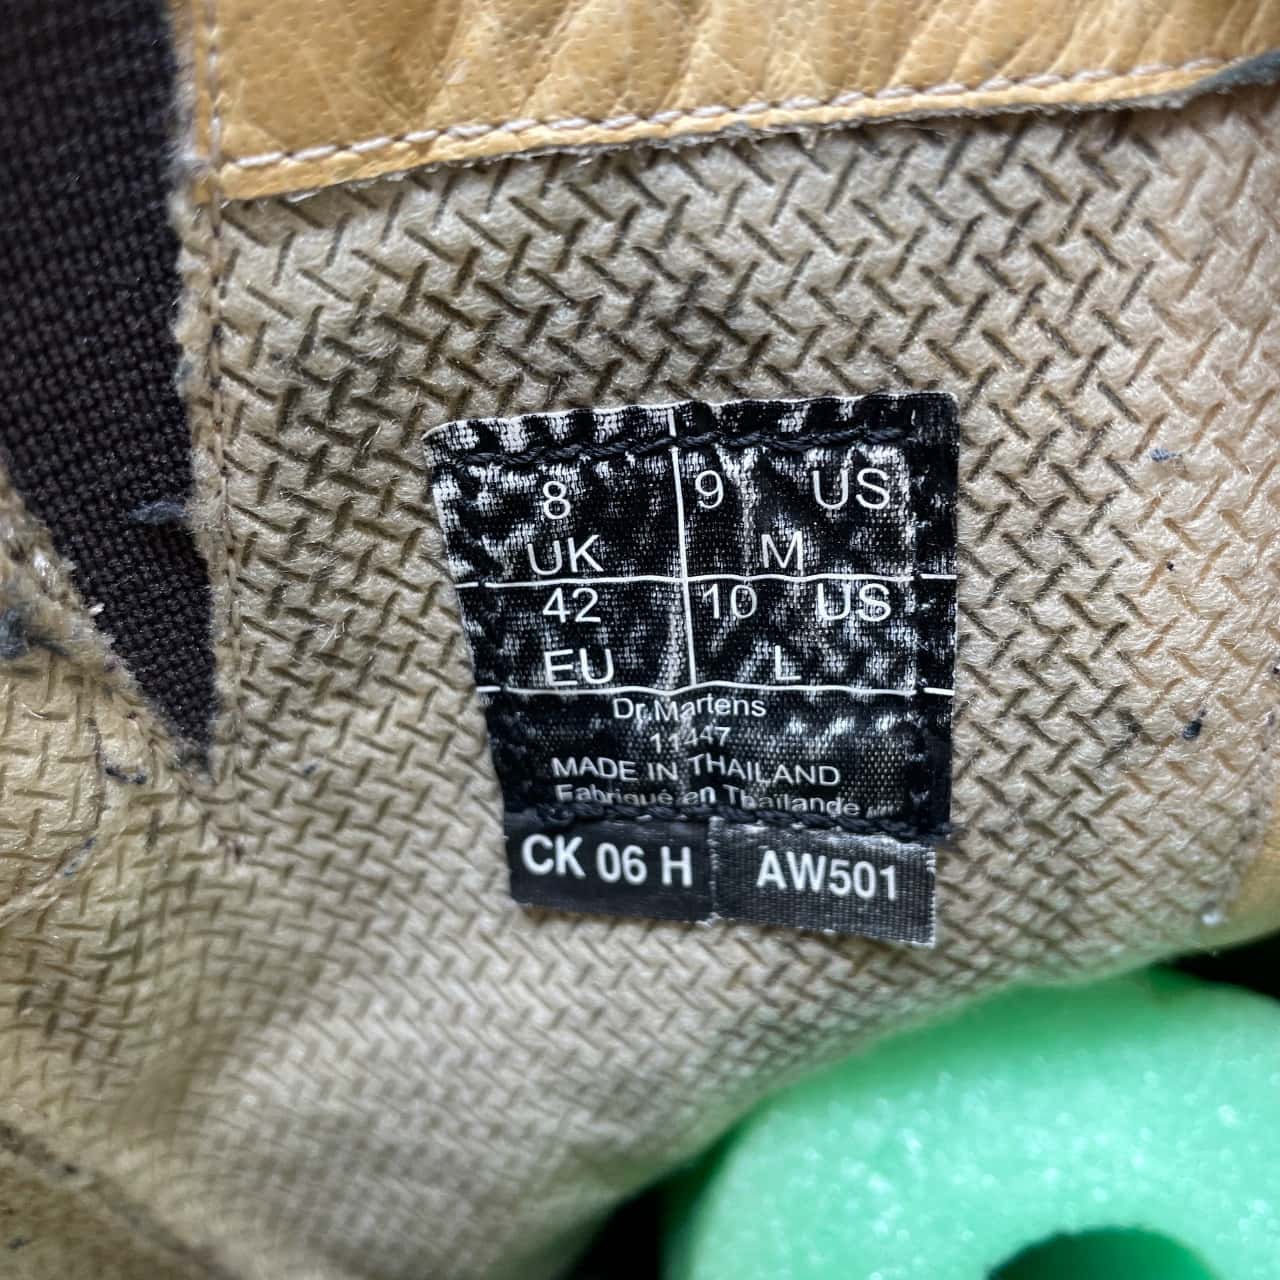 8 9 US
UK M
42 10 US
EU L
Dr.Martens
11447
MADE IN THAILAND
Fabriqué en Thaïlande
CK 06 H AW501